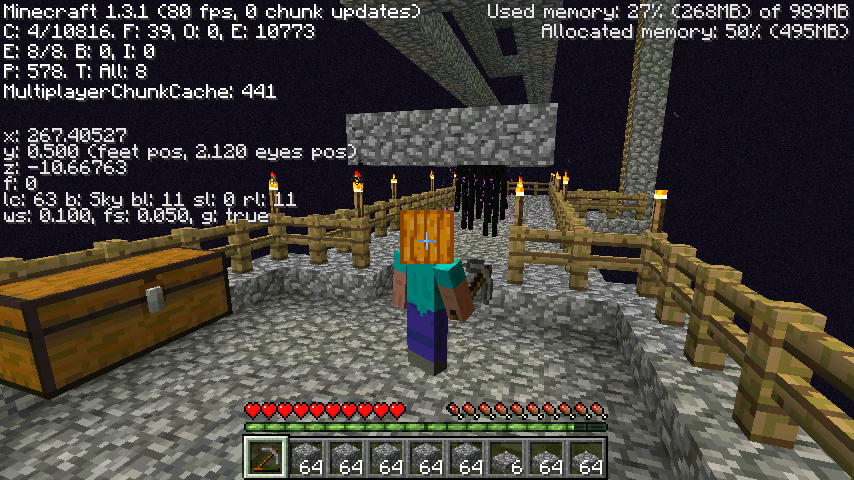 Minecraft 1.3.1 (80 fps, 0 chunk updates)
Used memory: 27% (268MB) of 989MB
C: 4/10816. F: 39, O: 0, E: 10773
Allocated memory: 50% (495MB)
E: 8/8. B: 0, I: 0
P: 578. T: All: 8
MultiplayerChunkCache: 441
x: 267.40527
y: 0.500 (feet pos, 2.120 eyes pos)
z: -10.66763
f: 0
lc: 63 b: Sky bl: 11 sl: 0 rl: 11
ws: 0.100, fs: 0.050, g: true
64 64 64 64 64 6 64 64